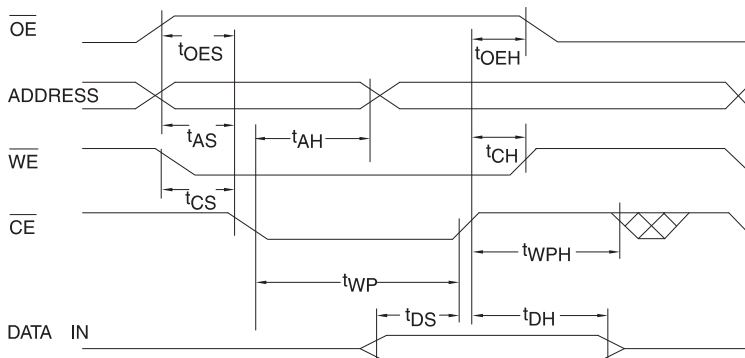 OE
tOES
tOEH
ADDRESS
tAS
tAH
tCH
WE
tCS
CE
tWPH
tWP
tDS
tDH
DATA IN